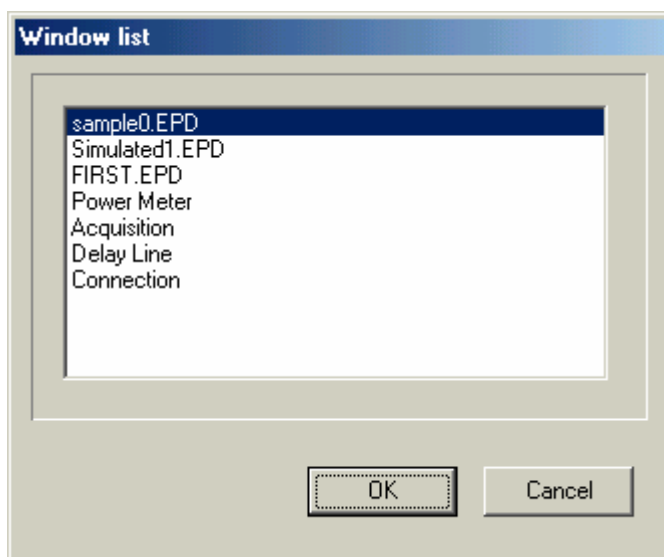 Window list
sample0.EPD
Simulated1.EPD
FIRST.EPD
Power Meter
Acquisition
Delay Line
Connection
OK
Cancel